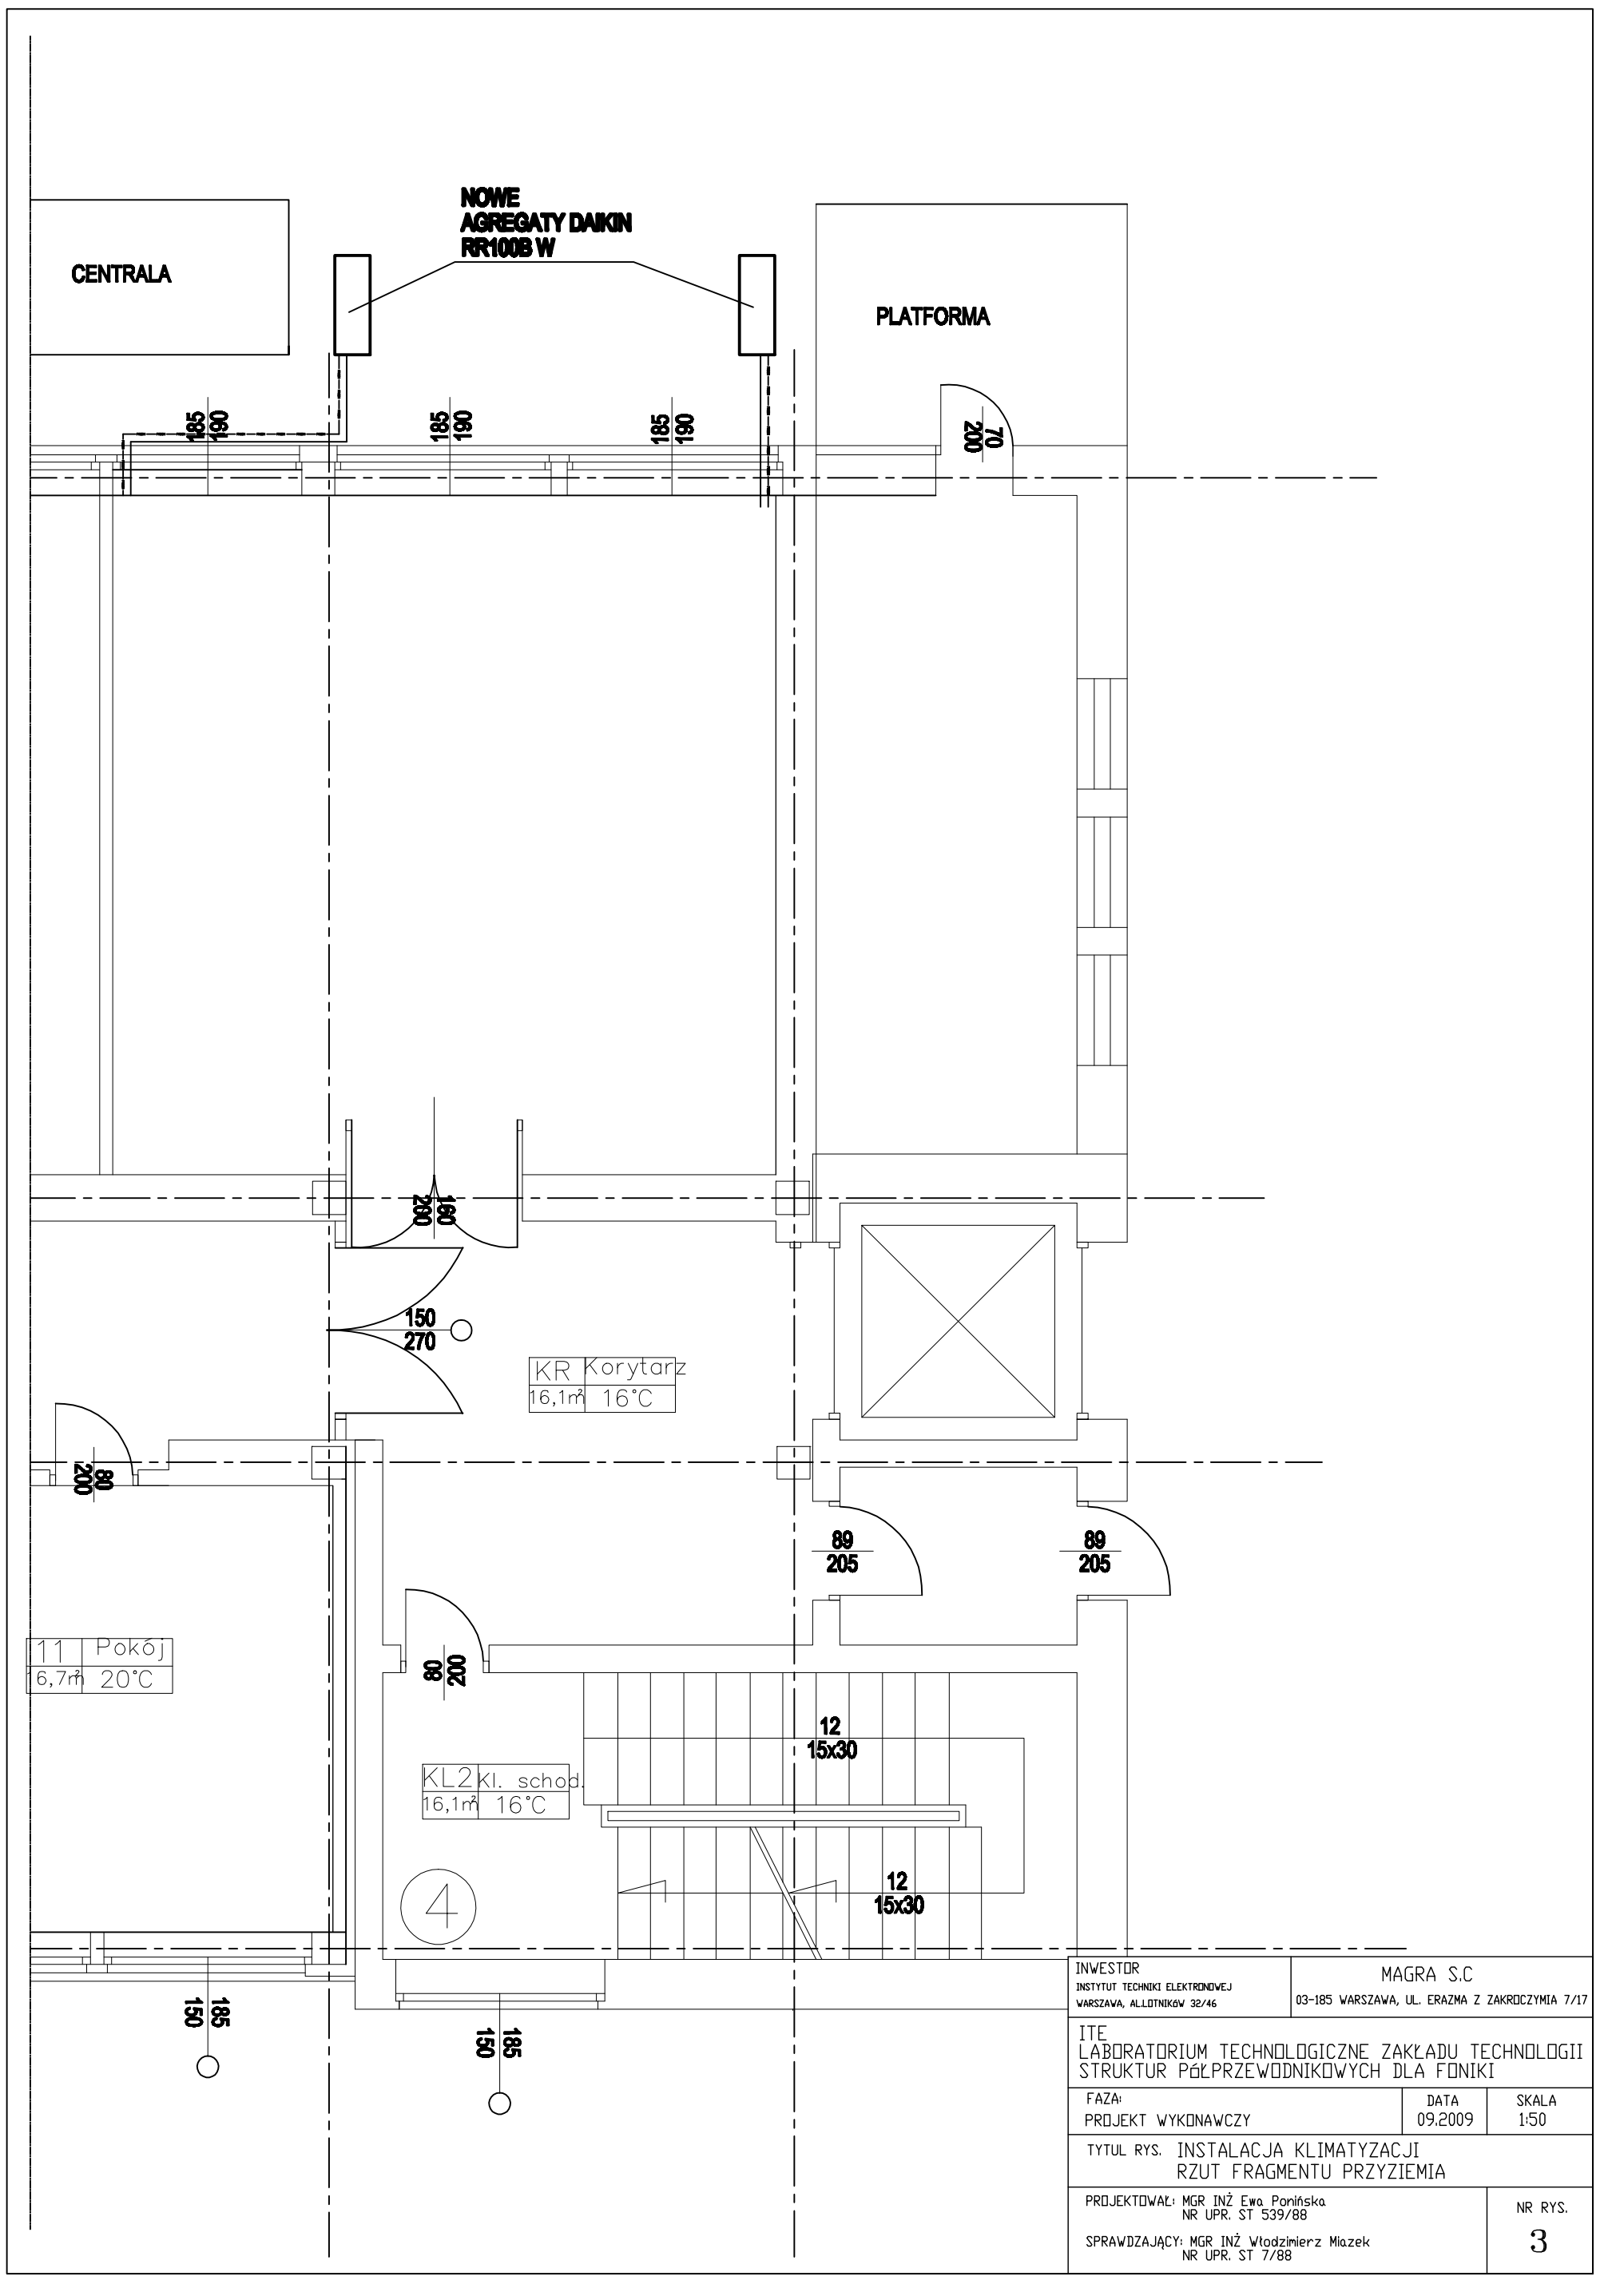 NOWE
AGREGATY DAIKIN
RR100B W
CENTRALA
PLATFORMA
185
190
185
190
185
190
70
200
160
200
150
270
KR Korytarz
16,1m² 16°C
80
200
89
205
89
205
11 Pokój
16,7m² 20°C
80
200
12
15x30
KL2 Kl. schod.
16,1m² 16°C
12
15x30
4
185
150
185
150
INWESTOR
INSTYTUT TECHNIKI ELEKTRONOWEJ
WARSZAWA, AL.LOTNIKóW 32/46
MAGRA S.C
03-185 WARSZAWA, UL. ERAZMA Z ZAKROCZYMIA 7/17
ITE
LABORATORIUM TECHNOLOGICZNE ZAKŁADU TECHNOLOGII
STRUKTUR PóŁPRZEWODNIKOWYCH DLA FONIKI
FAZA:
PROJEKT WYKONAWCZY
DATA
09.2009
SKALA
1:50
TYTUL RYS. INSTALACJA KLIMATYZACJI
RZUT FRAGMENTU PRZYZIEMIA
PROJEKTOWAŁ: MGR INŻ Ewa Ponińska
NR UPR. ST 539/88
SPRAWDZAJĄCY: MGR INŻ Włodzimierz Miazek
NR UPR. ST 7/88
NR RYS.
3